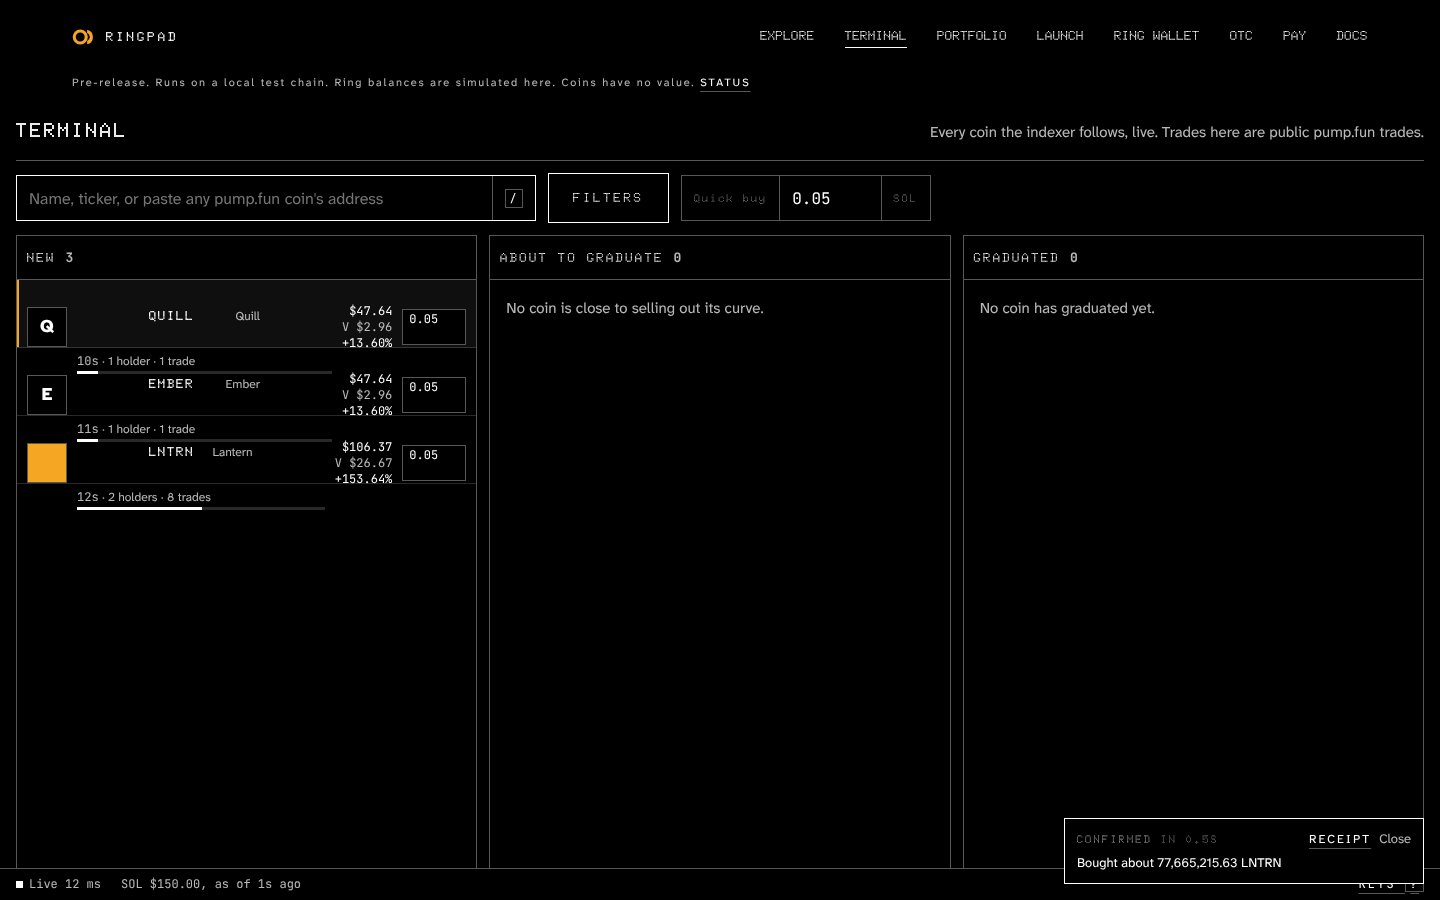 RINGPAD
EXPLORE TERMINAL PORTFOLIO LAUNCH RING WALLET OTC PAY DOCS
Pre-release. Runs on a local test chain. Ring balances are simulated here. Coins have no value. STATUS
TERMINAL
Every coin the indexer follows, live. Trades here are public pump.fun trades.
Name, ticker, or paste any pump.fun coin's address /
FILTERS
Quick buy 0.05 SOL
NEW 3
Q
QUILL Quill
$47.64
V $2.96
+13.60%
0.05
10s · 1 holder · 1 trade
E
EMBER Ember
$47.64
V $2.96
+13.60%
0.05
11s · 1 holder · 1 trade
LNTRN Lantern
$106.37
V $26.67
+153.64%
0.05
12s · 2 holders · 8 trades
ABOUT TO GRADUATE 0
No coin is close to selling out its curve.
GRADUATED 0
No coin has graduated yet.
CONFIRMED IN 0.5S RECEIPT Close
Bought about 77,665,215.63 LNTRN
Live 12 ms SOL $150.00, as of 1s ago
KEYS ?